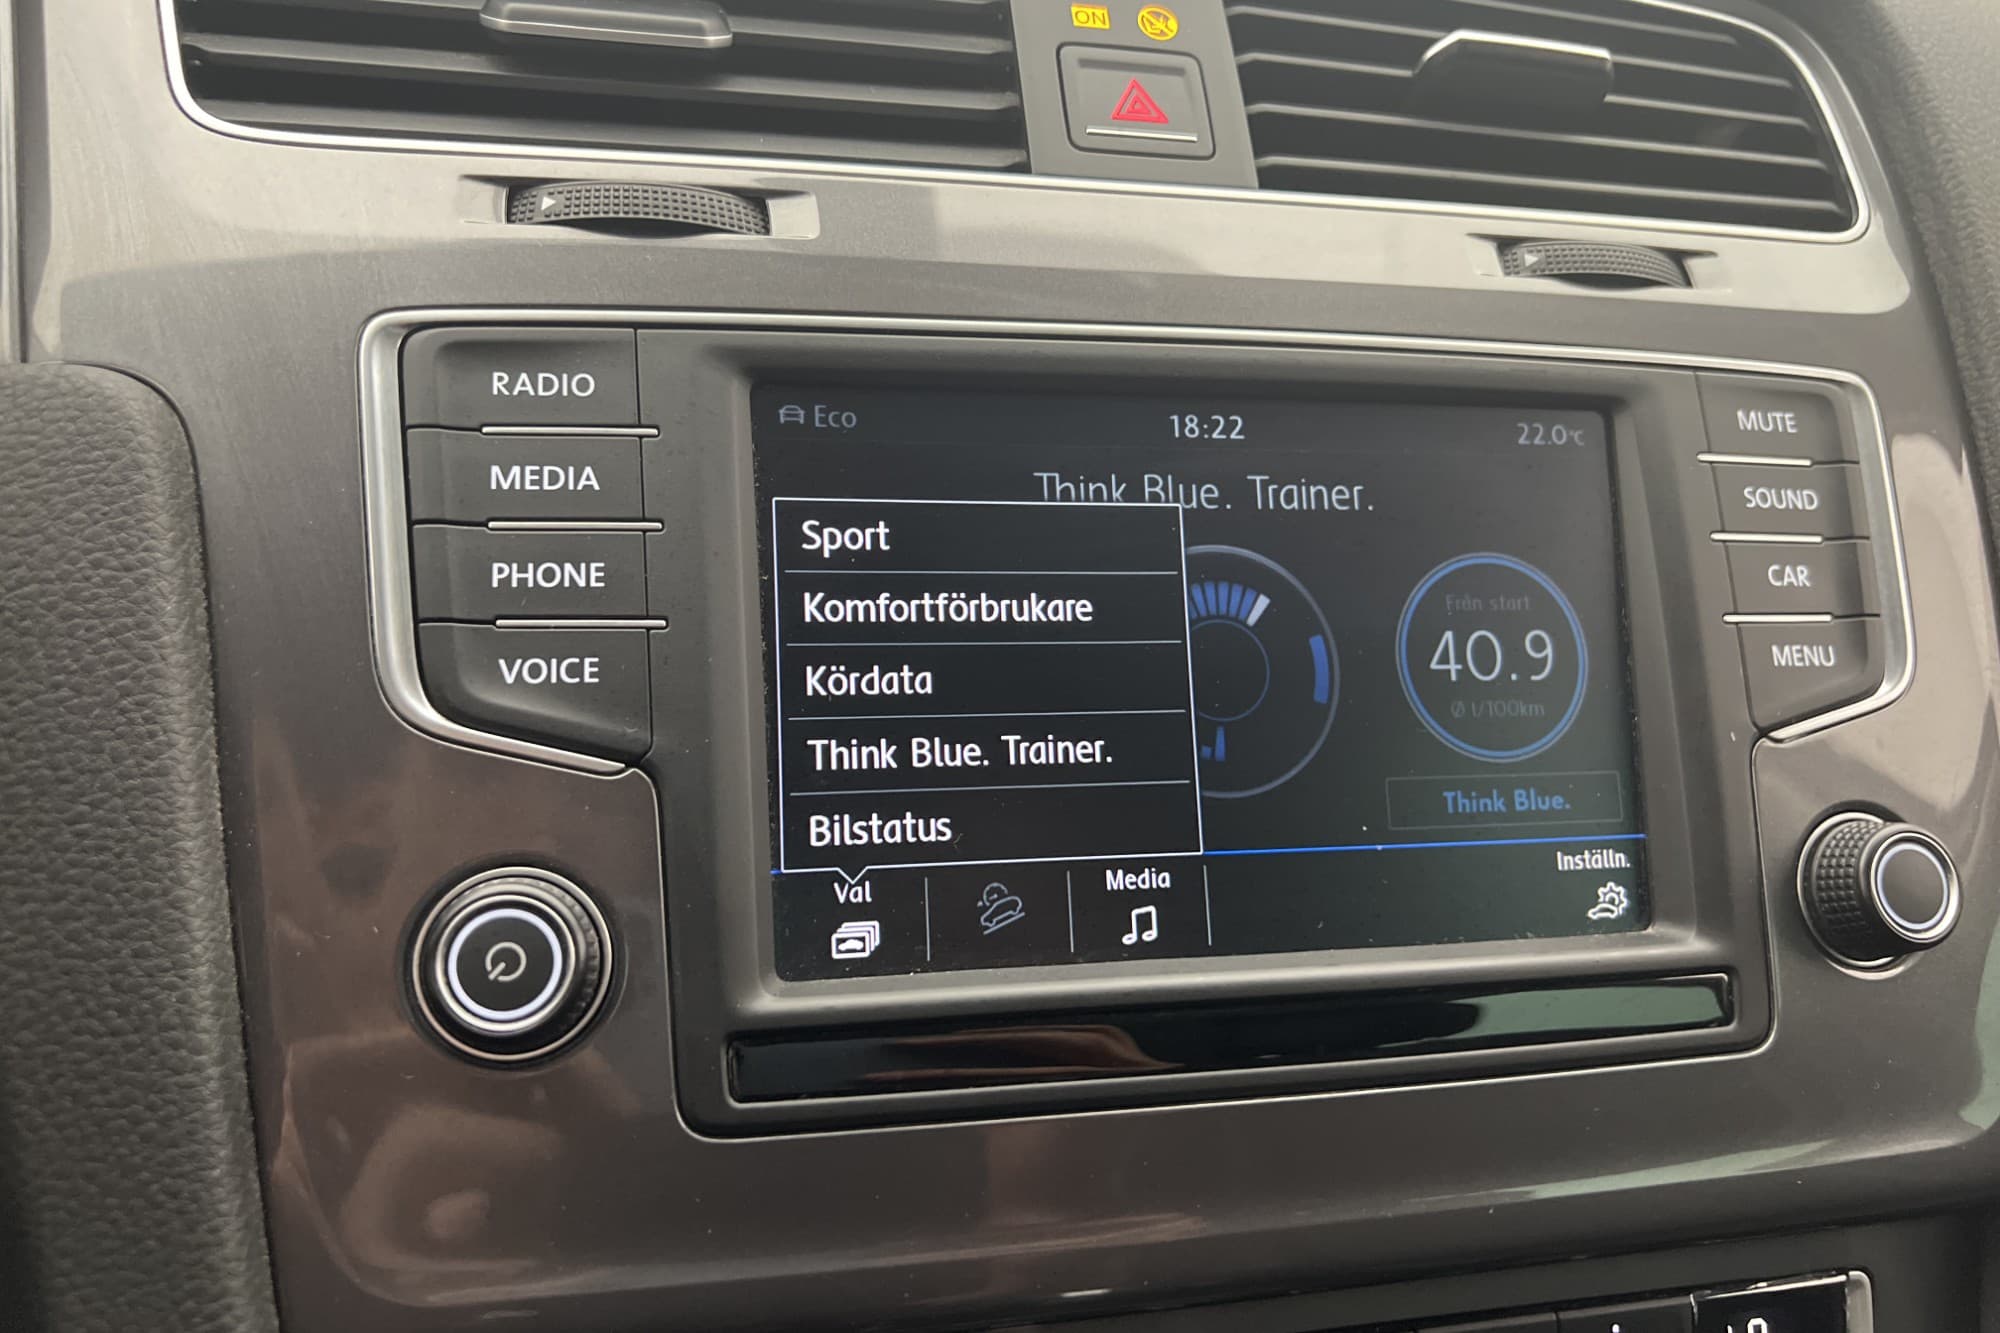 ON
RADIO
MEDIA
PHONE
VOICE
Eco
18:22
22.0°C
Think Blue. Trainer.
Sport
Komfortförbrukare
Kördata
Think Blue. Trainer.
Bilstatus
Från start
40.9
Ø l/100km
Think Blue.
Val
Media
Inställn.
MUTE
SOUND
CAR
MENU